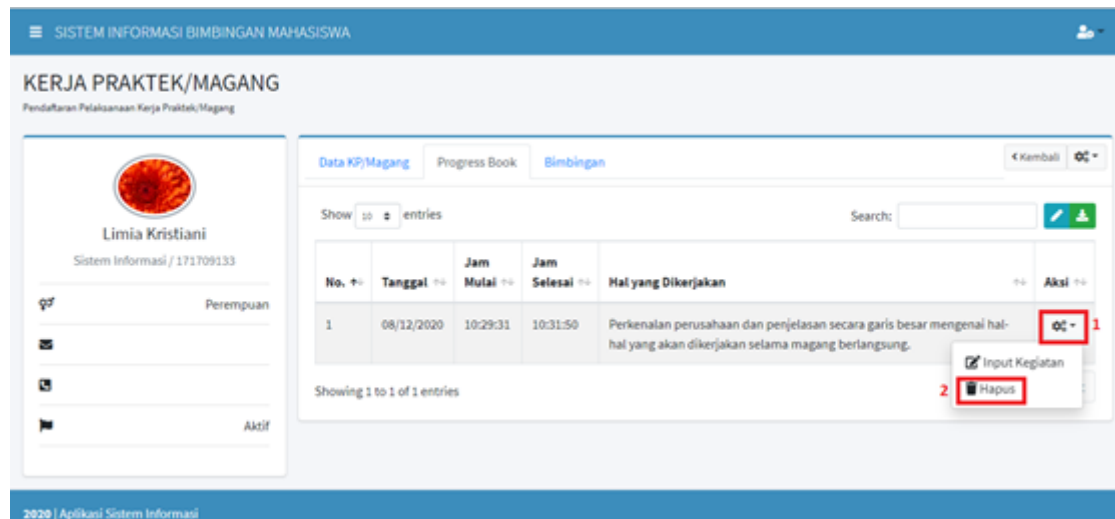 SISTEM INFORMASI BIMBINGAN MAHASISWA
KERJA PRAKTEK/MAGANG
Pendaftaran Pelaksanaan Kerja Praktek/Magang
Limia Kristiani
Sistem Informasi / 171709133
Perempuan
Aktif
Data KP/Magang Progress Book Bimbingan
Kembali
Show 10 entries
Search:
No. Tanggal Jam Mulai Jam Selesai Hal yang Dikerjakan Aksi
1 08/12/2020 10:29:31 10:31:50 Perkenalan perusahaan dan penjelasan secara garis besar mengenai hal-
hal yang akan dikerjakan selama magang berlangsung.
1
Input Kegiatan
2 Hapus
Showing 1 to 1 of 1 entries
2020 | Aplikasi Sistem Informasi